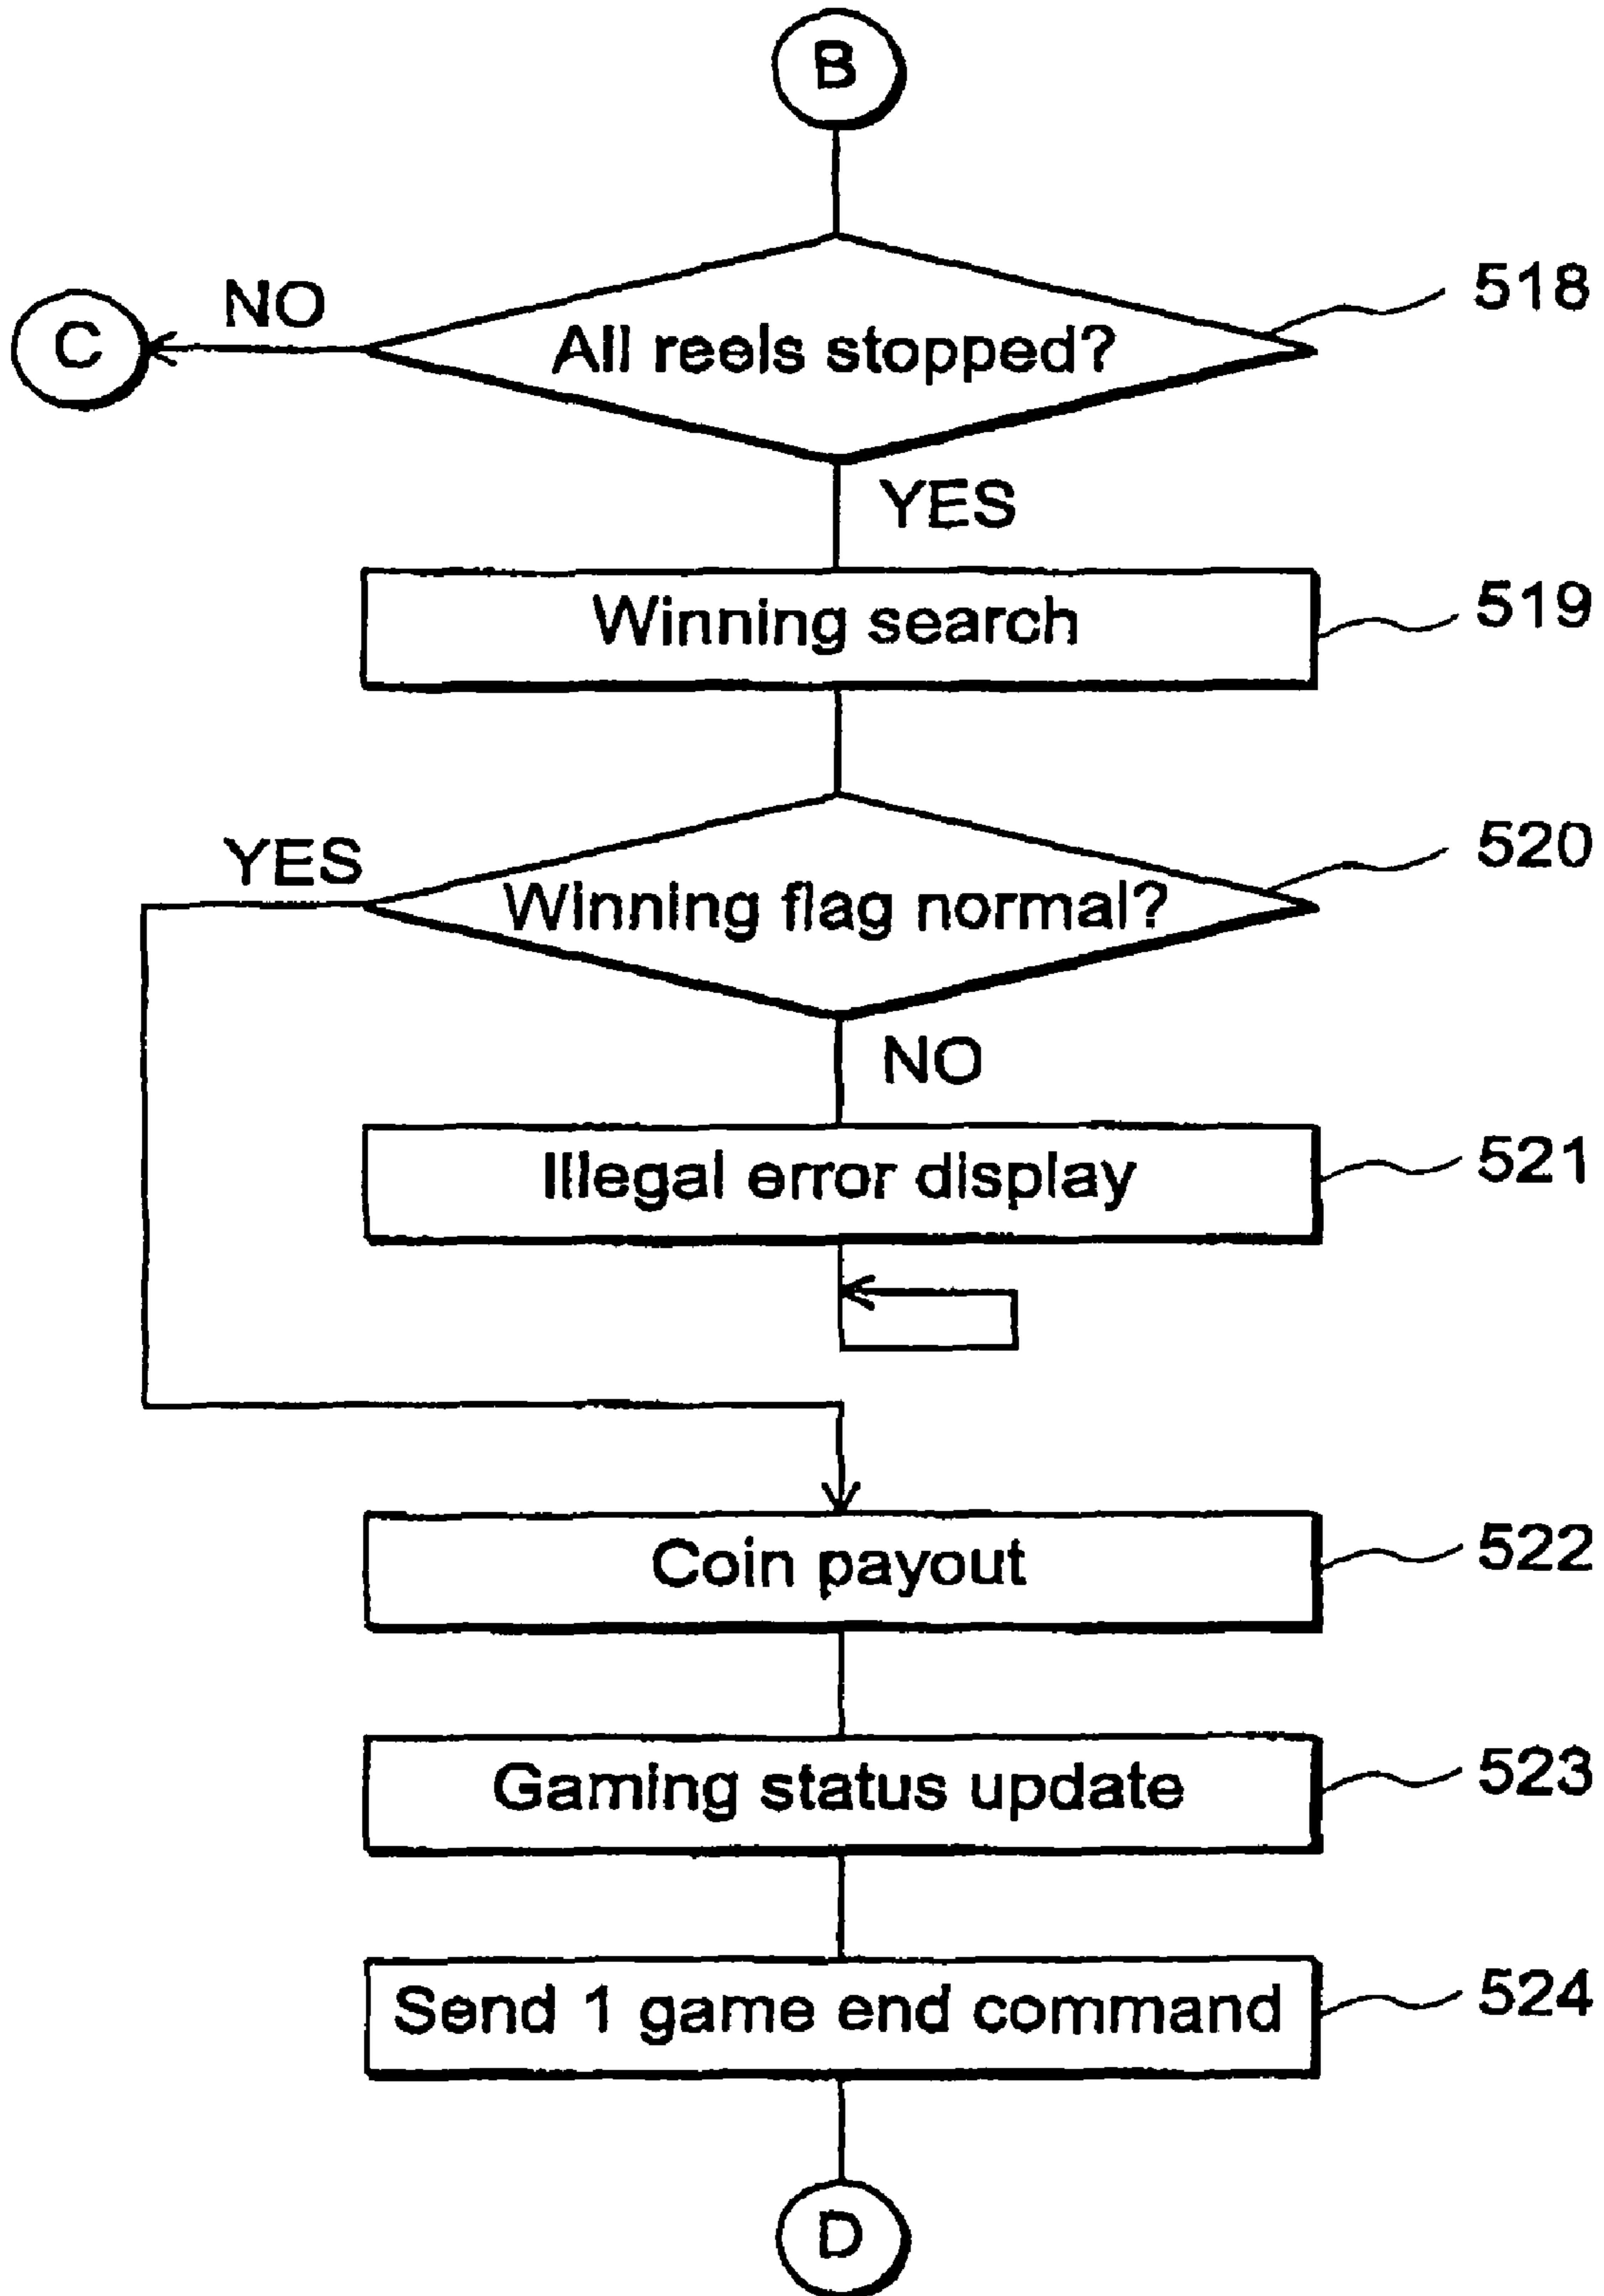 B
518
NO
C
All reels stopped?
YES
Winning search
519
520
YES
Winning flag normal?
NO
Illegal error display
521
Coin payout
522
Gaming status update
523
Send 1 game end command
524
D